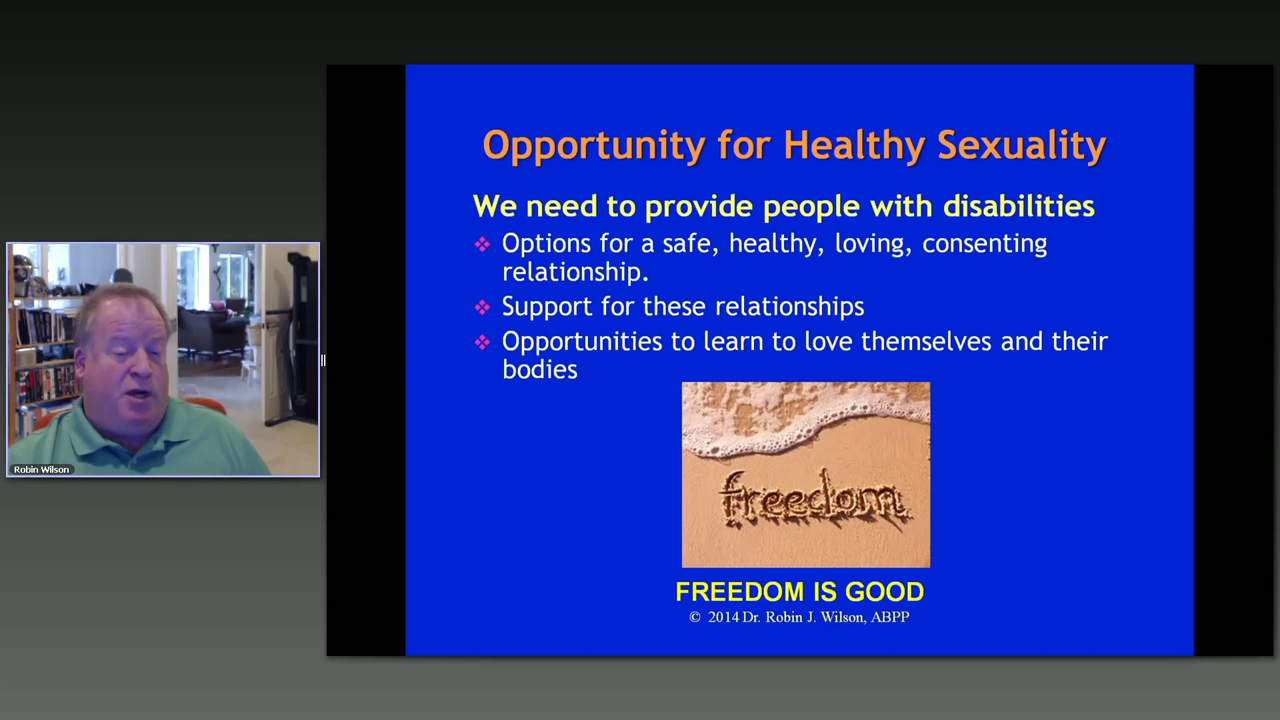 Opportunity for Healthy Sexuality
We need to provide people with disabilities
Options for a safe, healthy, loving, consenting
relationship.
Support for these relationships
Opportunities to learn to love themselves and their
bodies
freedom
FREEDOM IS GOOD
© 2014 Dr. Robin J. Wilson, ABPP
Robin Wilson